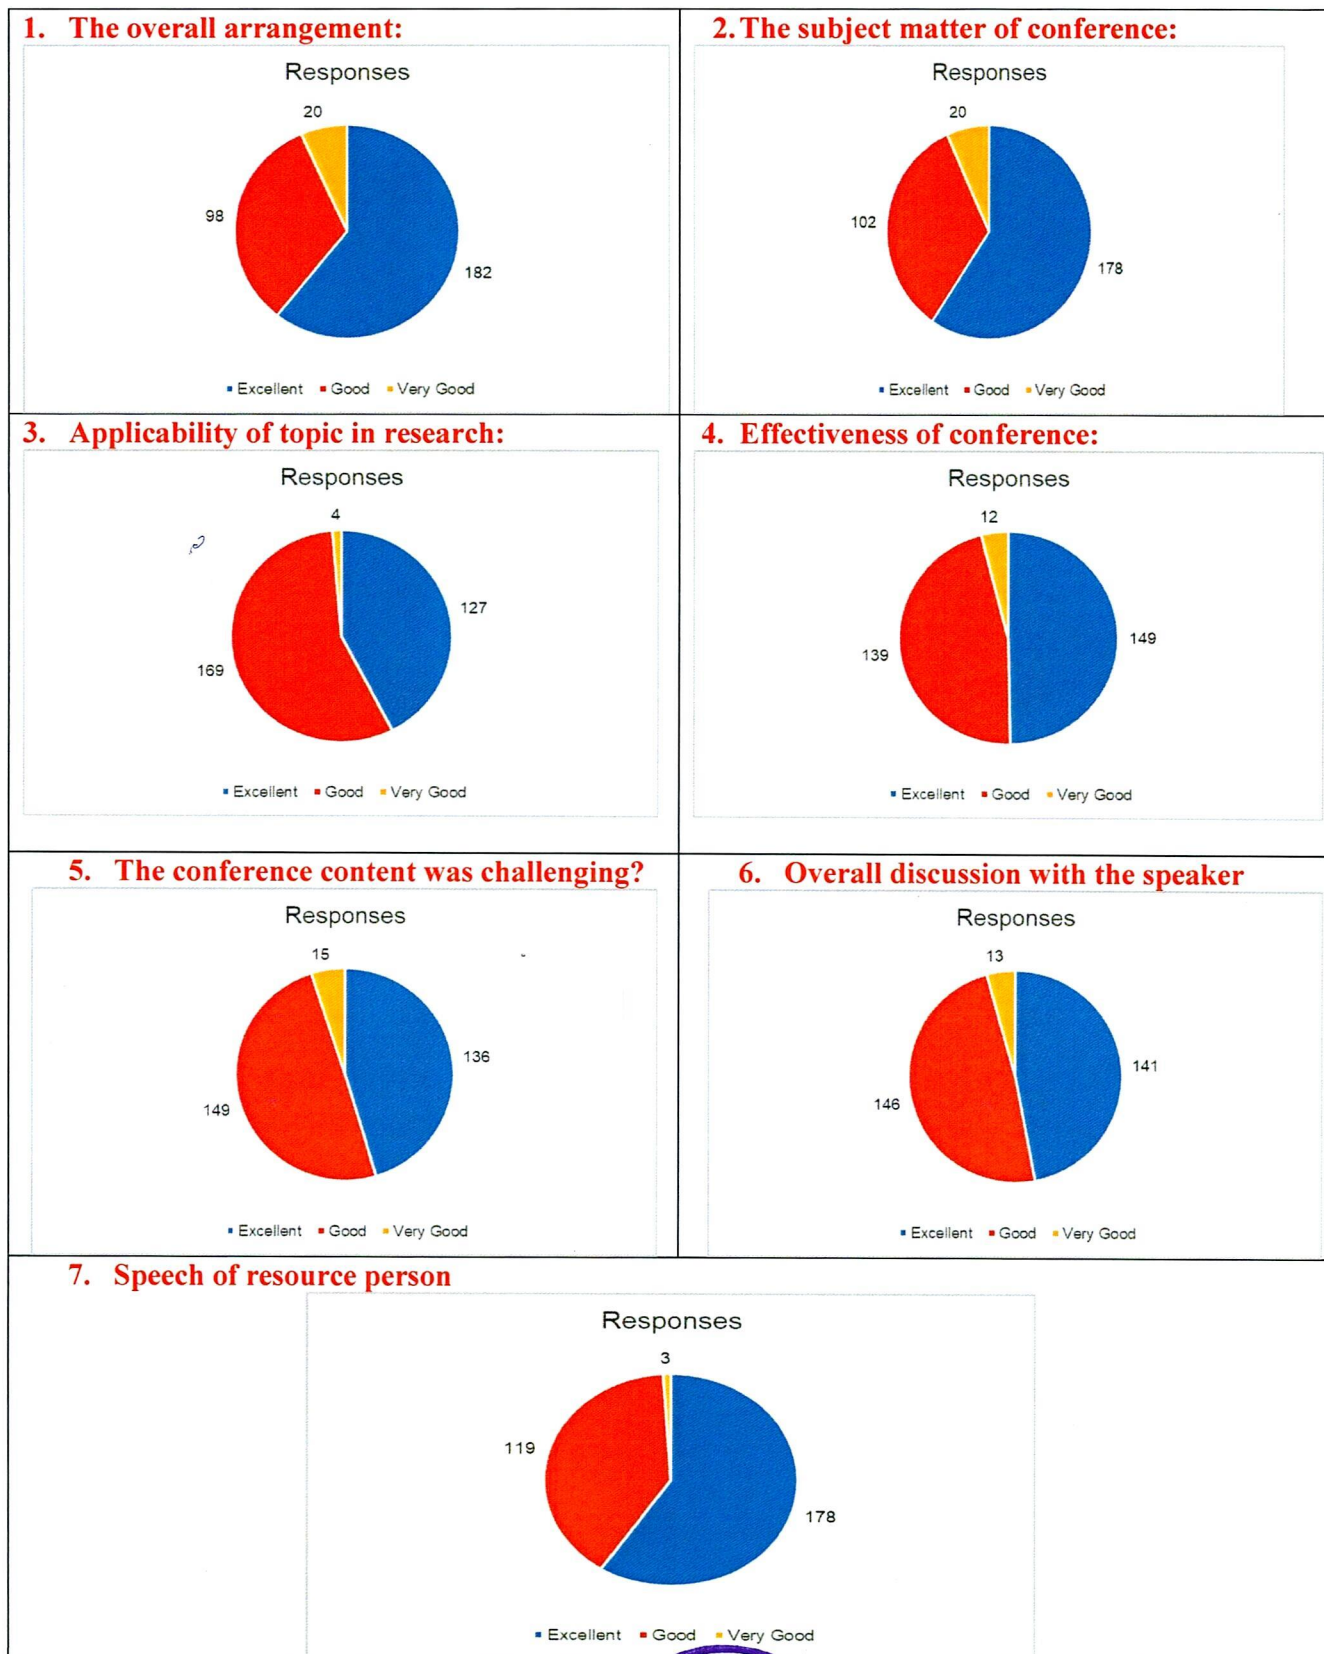 1. The overall arrangement:
Responses
20
98
182
Excellent Good Very Good
2. The subject matter of conference:
Responses
20
102
178
Excellent Good Very Good
3. Applicability of topic in research:
Responses
4
127
169
Excellent Good Very Good
4. Effectiveness of conference:
Responses
12
149
139
Excellent Good Very Good
5. The conference content was challenging?
Responses
15
136
149
Excellent Good Very Good
6. Overall discussion with the speaker
Responses
13
141
146
Excellent Good Very Good
7. Speech of resource person
Responses
3
119
178
Excellent Good Very Good